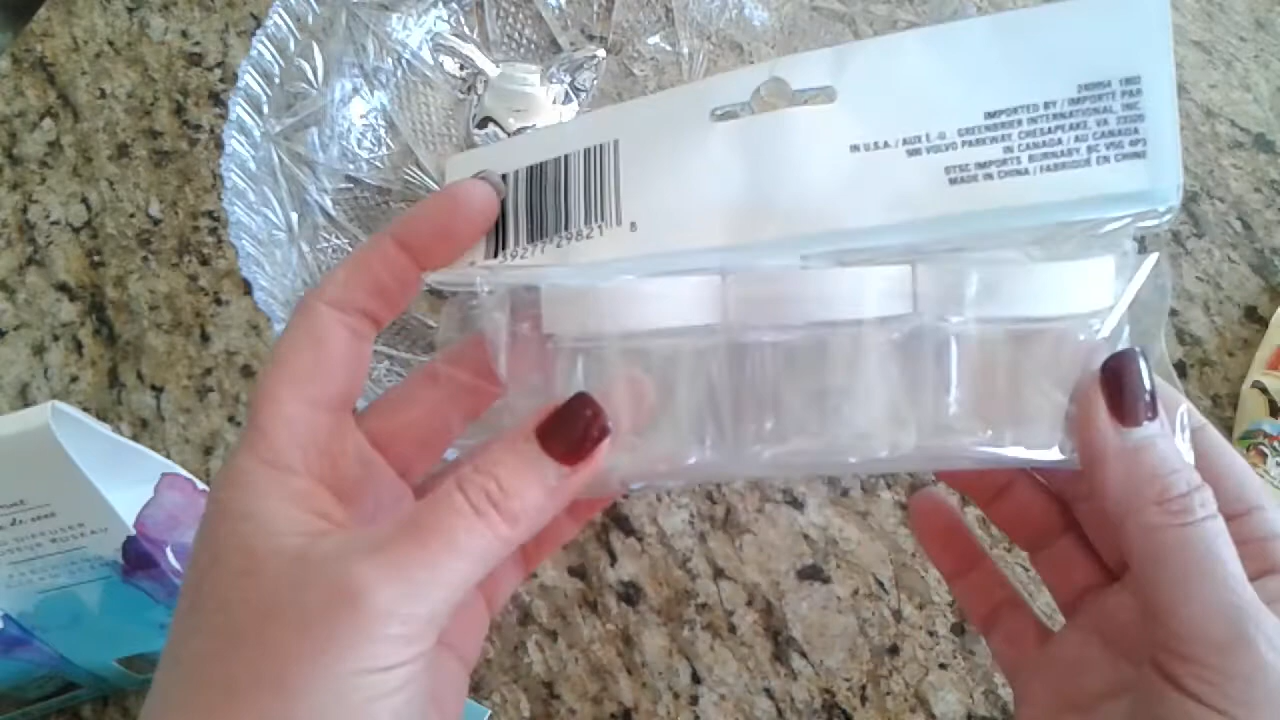 240954 1802
IMPORTED BY / IMPORTÉ PAR
IN U.S.A. / AUX É.-U. GREENBRIER INTERNATIONAL, INC.
500 VOLVO PARKWAY, CHESAPEAKE, VA 23320
IN CANADA / AU CANADA
DTSC IMPORTS BURNABY, BC V5G 4P3
MADE IN CHINA / FABRIQUÉ EN CHINE
39277 29821 8
DIFFUSER